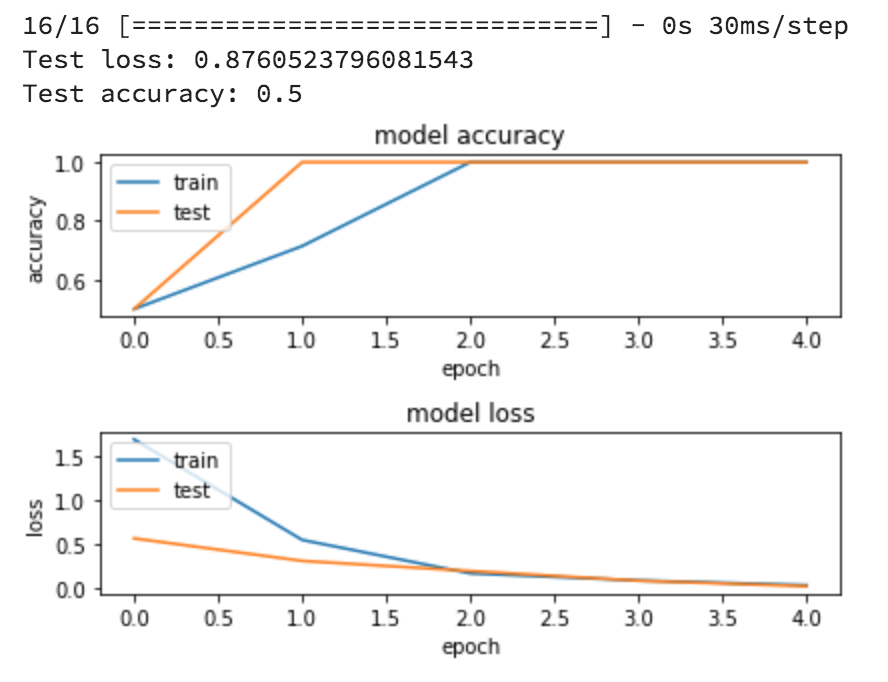 16/16 [==============================] - 0s 30ms/step
Test loss: 0.8760523796081543
Test accuracy: 0.5
model accuracy
1.0
0.8
0.6
accuracy
train
test
0.0 0.5 1.0 1.5 2.0 2.5 3.0 3.5 4.0
epoch
model loss
1.5
1.0
0.5
0.0
loss
train
test
0.0 0.5 1.0 1.5 2.0 2.5 3.0 3.5 4.0
epoch